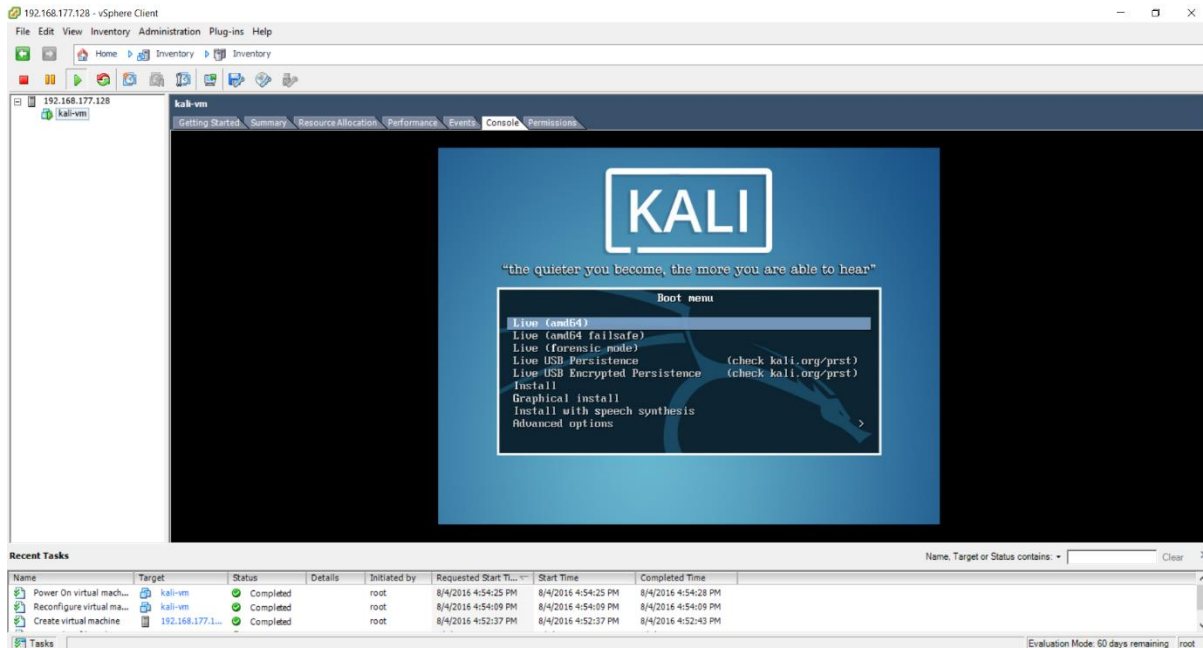 192.168.177.128 - vSphere Client
File Edit View Inventory Administration Plug-ins Help
Home Inventory Inventory
192.168.177.128
kali-vm
kali-vm
Getting Started Summary Resource Allocation Performance Events Console Permissions
KALI
“the quieter you become, the more you are able to hear”
Boot menu
Live (amd64)
Live (amd64 failsafe)
Live (forensic mode)
Live USB Persistence (check kali.org/prst)
Live USB Encrypted Persistence (check kali.org/prst)
Install
Graphical install
Install with speech synthesis
Advanced options >
Recent Tasks
Name, Target or Status contains: Clear
Name Target Status Details Initiated by Requested Start Ti... Start Time Completed Time
Power On virtual mach... kali-vm Completed root 8/4/2016 4:54:25 PM 8/4/2016 4:54:25 PM 8/4/2016 4:54:28 PM
Reconfigure virtual ma... kali-vm Completed root 8/4/2016 4:54:09 PM 8/4/2016 4:54:09 PM 8/4/2016 4:54:09 PM
Create virtual machine 192.168.177.1... Completed root 8/4/2016 4:52:37 PM 8/4/2016 4:52:37 PM 8/4/2016 4:52:43 PM
Tasks Evaluation Mode: 60 days remaining root